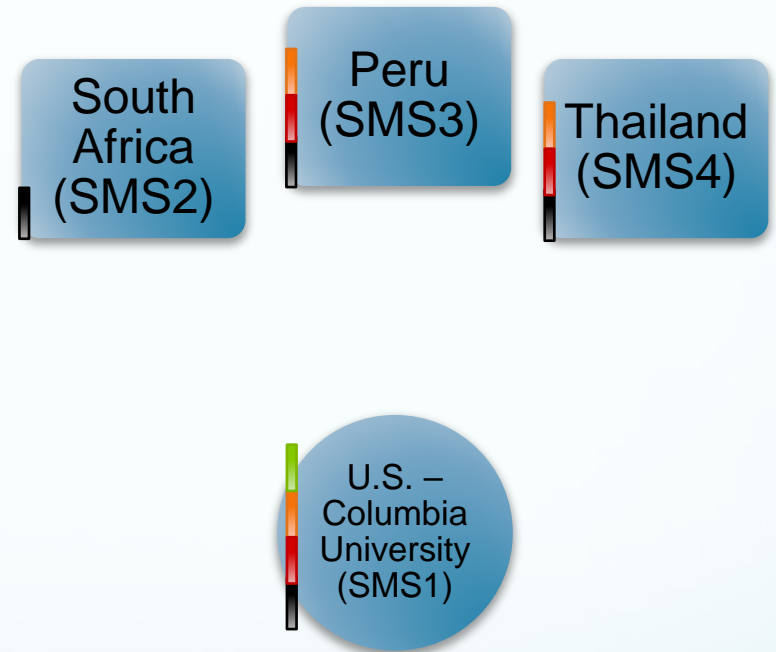 South
Africa
(SMS2)
Peru
(SMS3)
Thailand
(SMS4)
U.S. –
Columbia
University
(SMS1)